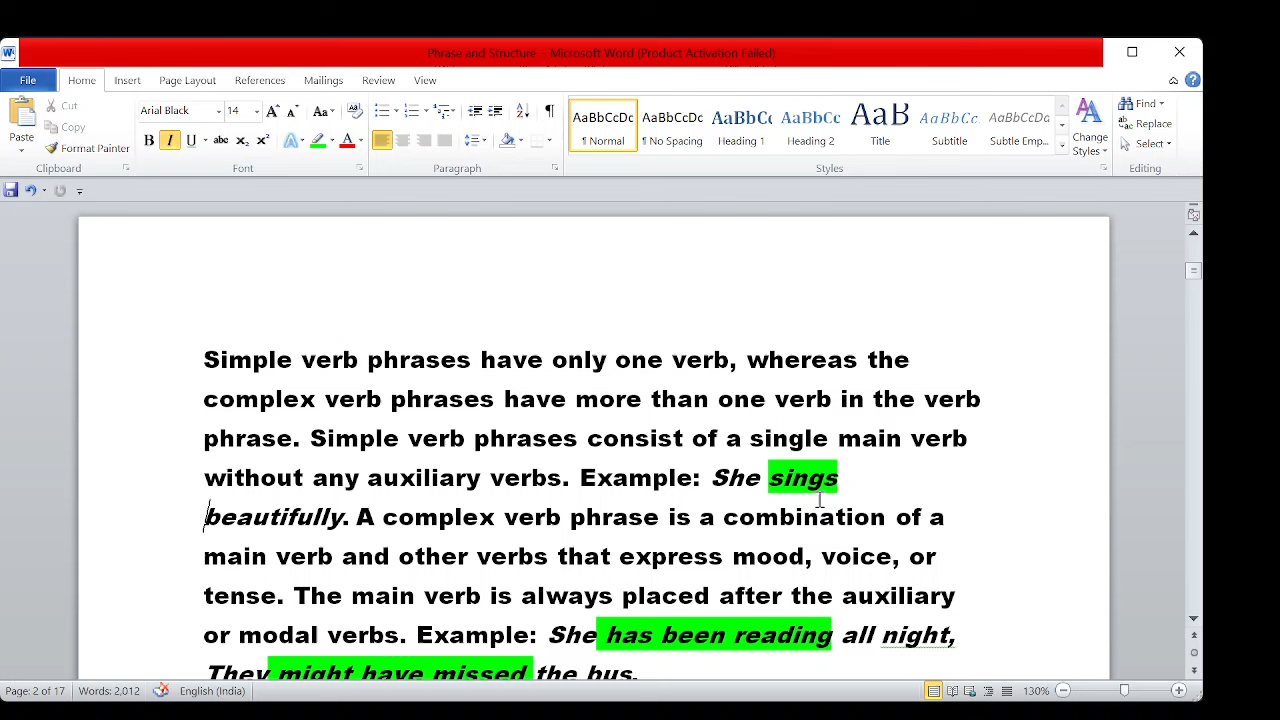 Phrase and Structure - Microsoft Word (Product Activation Failed)
File Home Insert Page Layout References Mailings Review View
Paste
Cut
Copy
Format Painter
Clipboard
Arial Black 14
Font
Paragraph
AaBbCcDc AaBbCcDc AaBbCc AaBbCc AaB AaBbCc. AaBbCcDc
¶ Normal ¶ No Spacing Heading 1 Heading 2 Title Subtitle Subtle Emp...
Change Styles
Styles
Find
Replace
Select
Editing
Simple verb phrases have only one verb, whereas the
complex verb phrases have more than one verb in the verb
phrase. Simple verb phrases consist of a single main verb
without any auxiliary verbs. Example: She sings
beautifully. A complex verb phrase is a combination of a
main verb and other verbs that express mood, voice, or
tense. The main verb is always placed after the auxiliary
or modal verbs. Example: She has been reading all night,
They might have missed the bus.
Page: 2 of 17 Words: 2,012 English (India) 130%